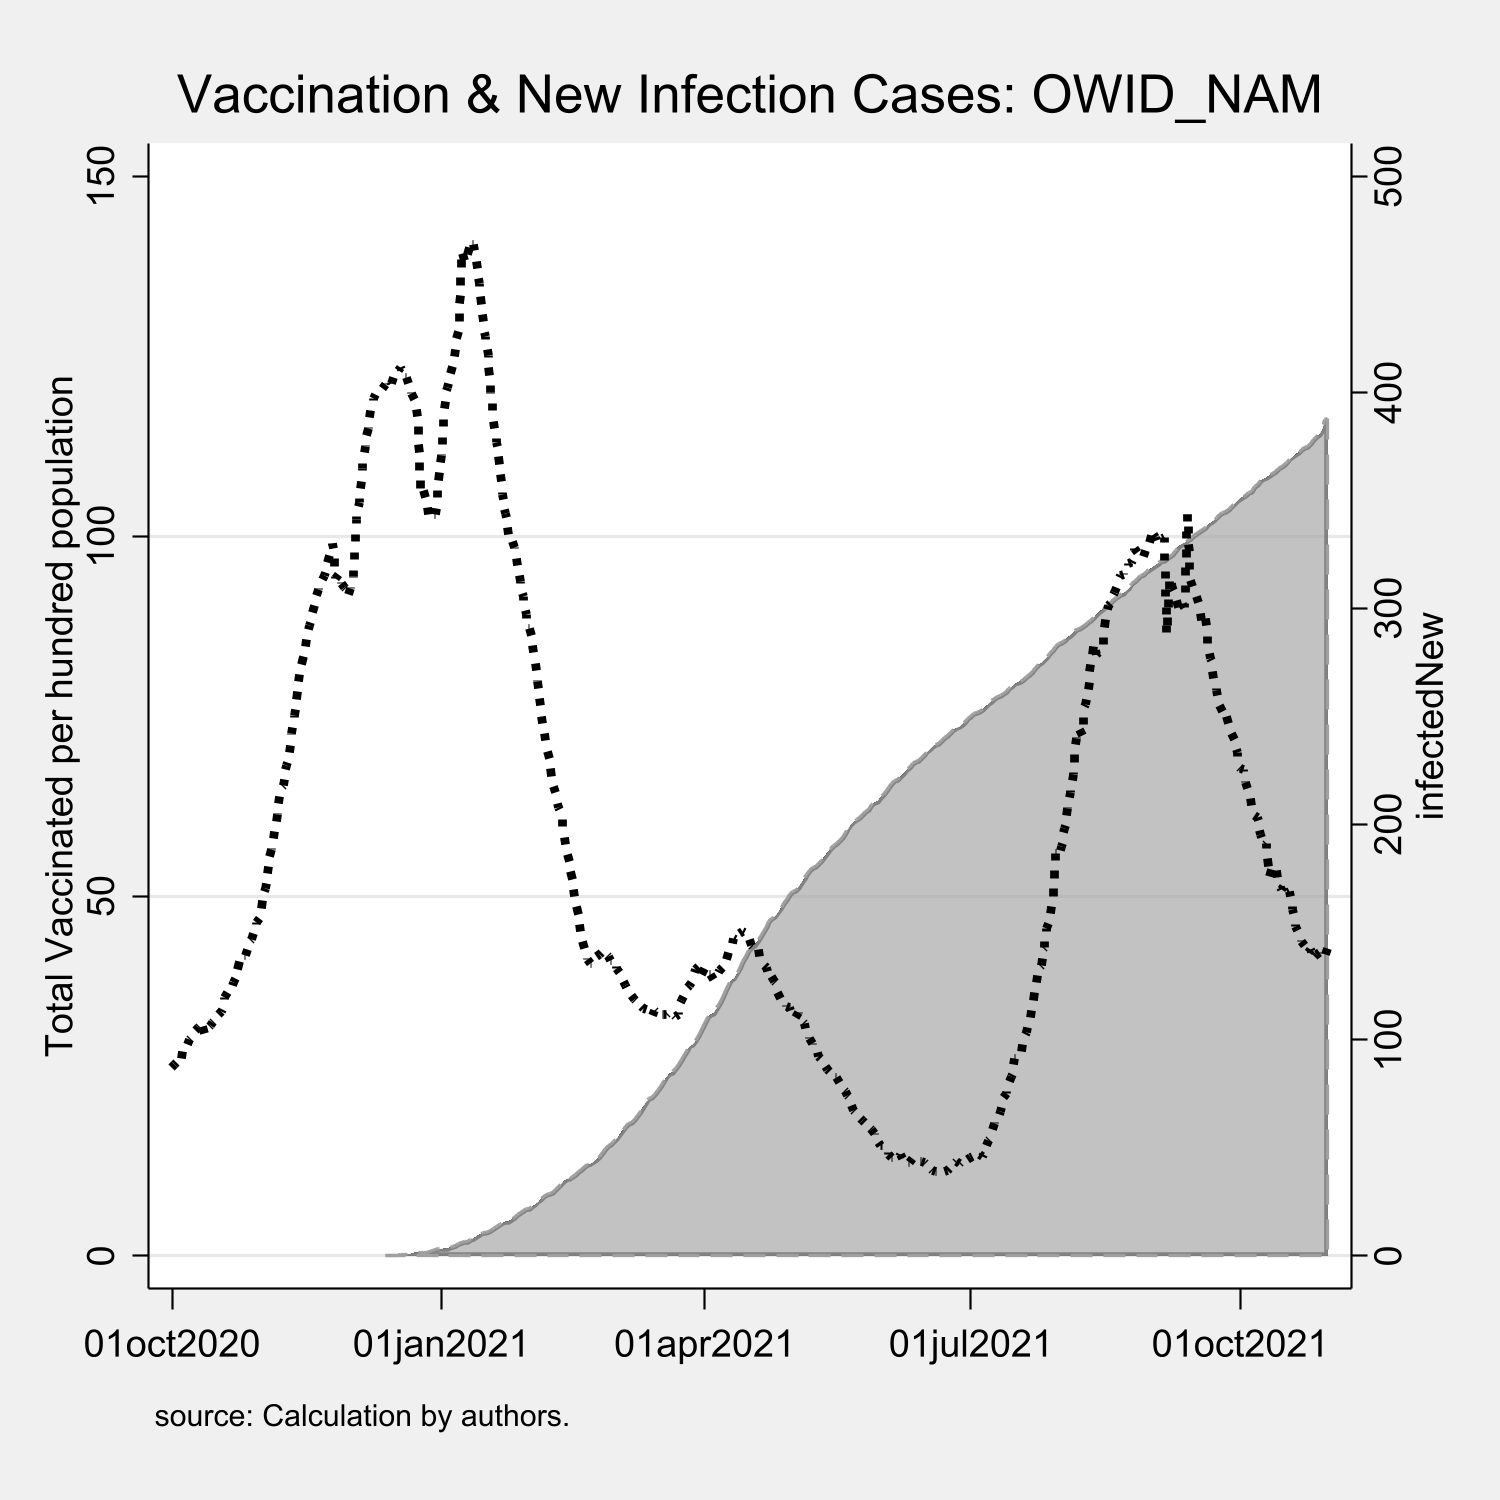 Vaccination & New Infection Cases: OWID_NAM
Total Vaccinated per hundred population
150
100
50
0
500
400
300
200
100
0
infectedNew
01oct2020
01jan2021
01apr2021
01jul2021
01oct2021
source: Calculation by authors.